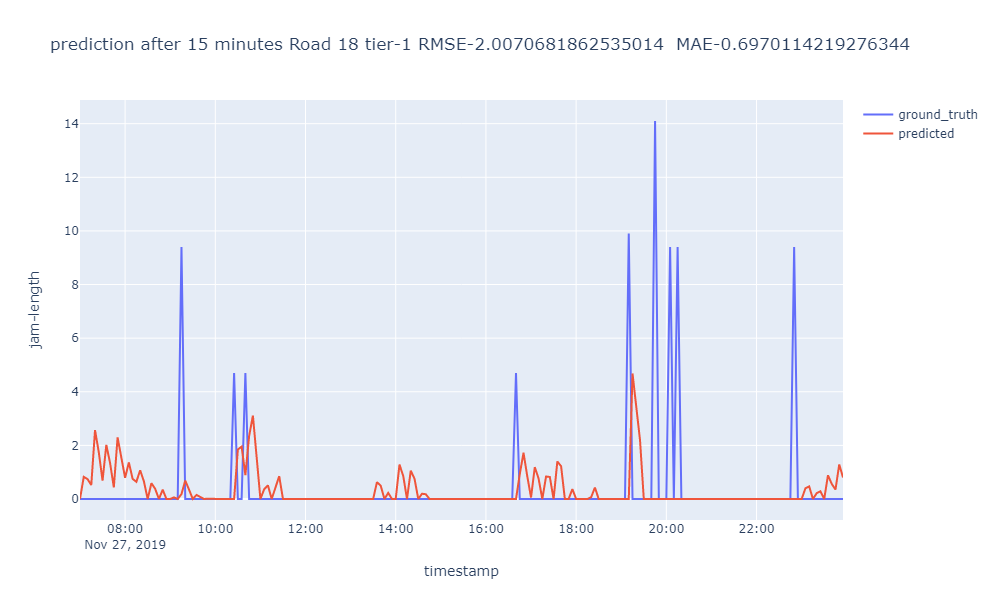 prediction after 15 minutes Road 18 tier-1 RMSE-2.0070681862535014  MAE-0.6970114219276344
ground_truth
predicted
14
12
10
8
6
4
2
0
jam-length
08:00 10:00 12:00 14:00 16:00 18:00 20:00 22:00
Nov 27, 2019
timestamp